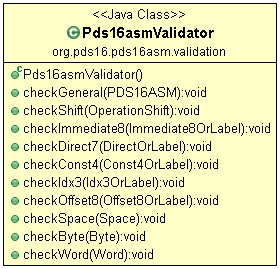 <<Java Class>>
Pds16asmValidator
org.pds16.pds16asm.validation
Pds16asmValidator()
checkGeneral(PDS16ASM):void
checkShift(OperationShift):void
checkImmediate8(Immediate8OrLabel):void
checkDirect7(DirectOrLabel):void
checkConst4(Const4OrLabel):void
checkIdx3(Idx3OrLabel):void
checkOffset8(Offset8OrLabel):void
checkSpace(Space):void
checkByte(Byte):void
checkWord(Word):void